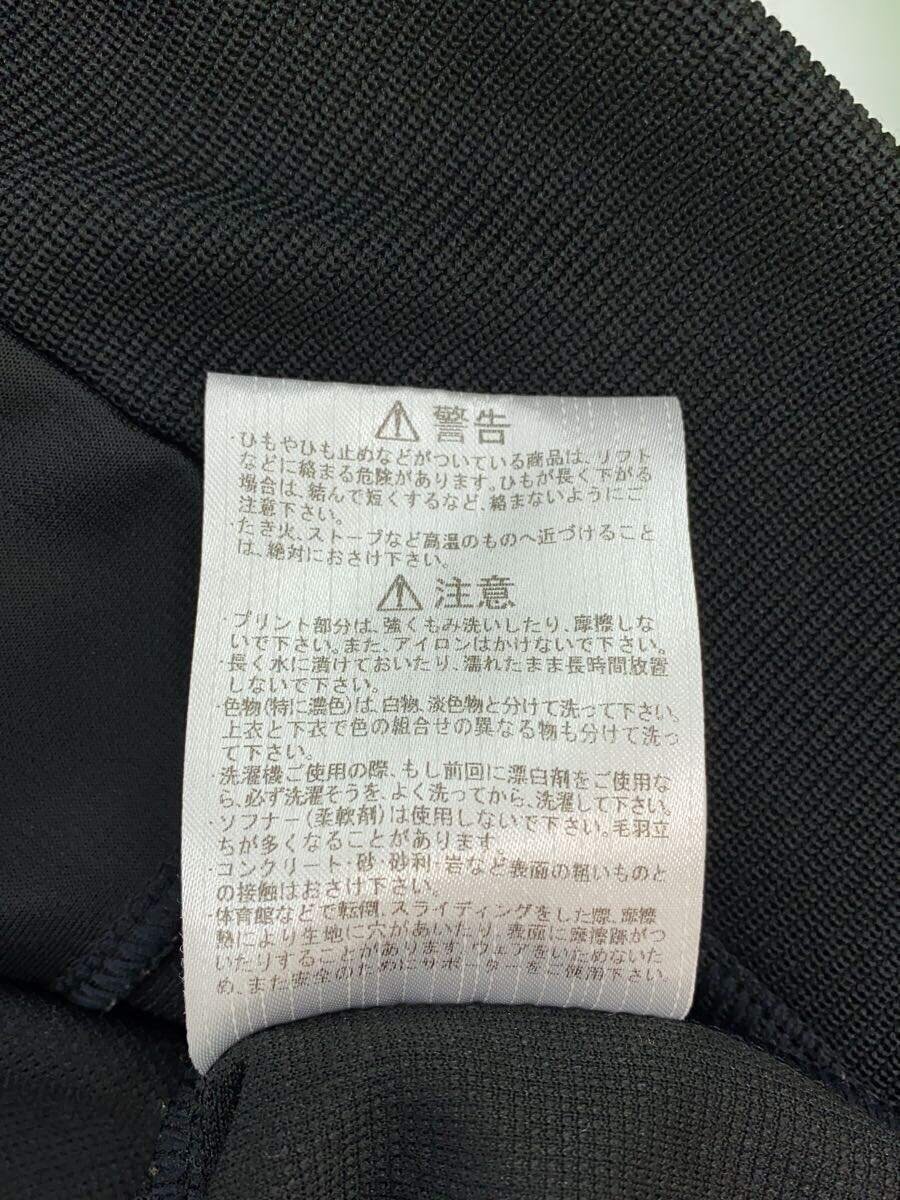 ⚠警告
・ひもやひも止めなどがついている商品は、リフト
などに絡まる危険があります。ひもが長く下がる
場合は、結んで短くするなど、絡まないようにご
注意下さい。
・たき火、ストーブなど高温のものへ近づけること
は、絶対におさけ下さい。
⚠注意
・プリント部分は、強くもみ洗いしたり、摩擦しな
いで下さい。また、アイロンはかけないで下さい。
・長く水に漬けておいたり、濡れたまま長時間放置
しないで下さい。
・色物(特に濃色)は、白物、淡色物と分けて洗って下さい。
上衣と下衣で色の組合せの異なる物も分けて洗っ
て下さい。
・洗濯機ご使用の際、もし前回に漂白剤をご使用な
ら、必ず洗濯そうを、よく洗ってから、洗濯して下さい。
・ソフナー(柔軟剤)は使用しないで下さい。毛羽立
ちが多くなることがあります。
・コンクリート・砂・砂利・岩など表面の粗いものと
の接触はおさけ下さい。
・体育館などで転倒、スライディングをした際、摩擦
熱により生地に穴があいたり、表面に摩擦跡がつ
いたりすることがあります。ウェアをいためないた
め、また安全のためにサポーターをご使用下さい。